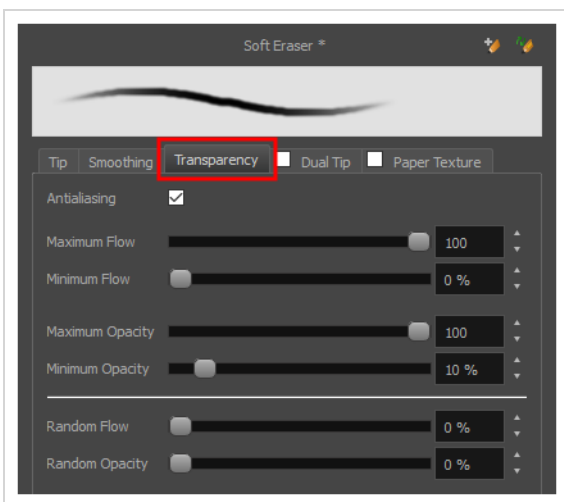 Soft Eraser *
Tip Smoothing Transparency Dual Tip Paper Texture
Antialiasing
Maximum Flow 100
Minimum Flow 0 %
Maximum Opacity 100
Minimum Opacity 10 %
Random Flow 0 %
Random Opacity 0 %